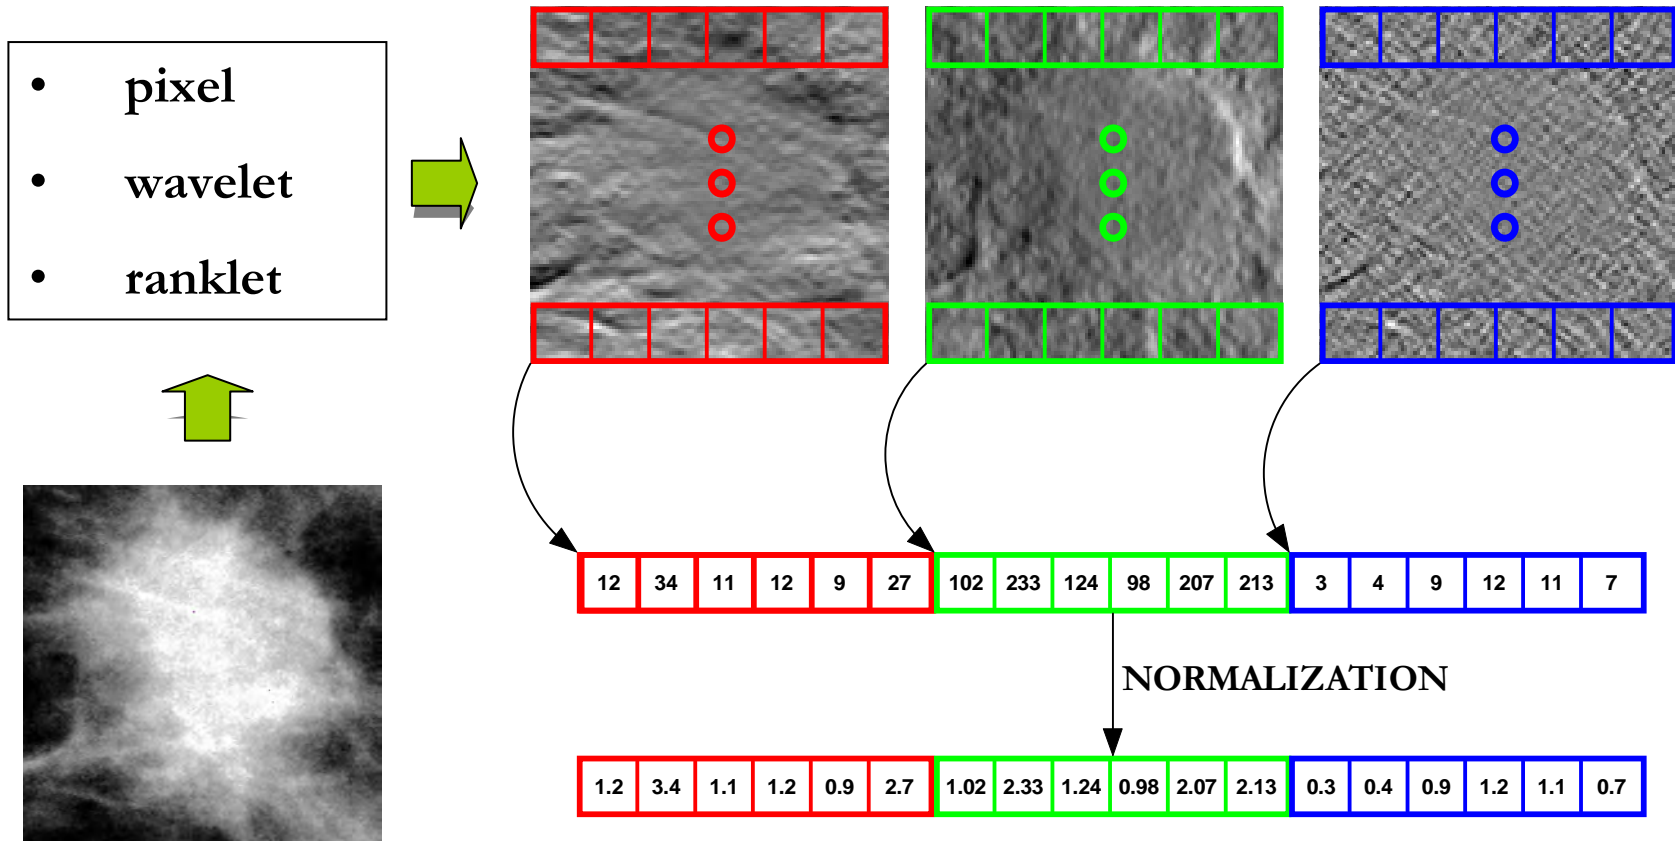 • pixel
• wavelet
• ranklet
12 34 11 12 9 27 102 233 124 98 207 213 3 4 9 12 11 7
NORMALIZATION
1.2 3.4 1.1 1.2 0.9 2.7 1.02 2.33 1.24 0.98 2.07 2.13 0.3 0.4 0.9 1.2 1.1 0.7